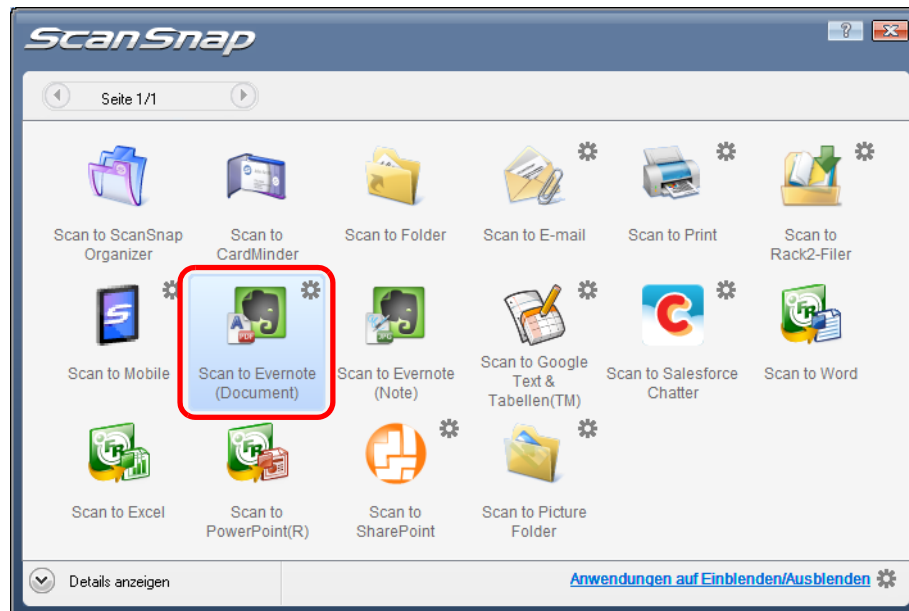 ScanSnap
Seite 1/1
Scan to ScanSnap
Organizer
Scan to
CardMinder
Scan to Folder
Scan to E-mail
Scan to Print
Scan to
Rack2-Filer
Scan to Mobile
Scan to Evernote
(Document)
Scan to Evernote
(Note)
Scan to Google
Text &
Tabellen(TM)
Scan to Salesforce
Chatter
Scan to Word
Scan to Excel
Scan to
PowerPoint(R)
Scan to
SharePoint
Scan to Picture
Folder
Details anzeigen
Anwendungen auf Einblenden/Ausblenden